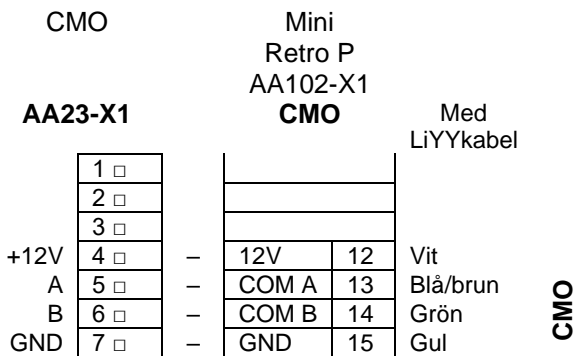 CMO Mini
Retro P
AA102-X1
AA23-X1 CMO Med
LiYYkabel
1 □
2 □
3 □
+12V 4 □ – 12V 12 Vit
A 5 □ – COM A 13 Blå/brun
B 6 □ – COM B 14 Grön
GND 7 □ – GND 15 Gul
CMO